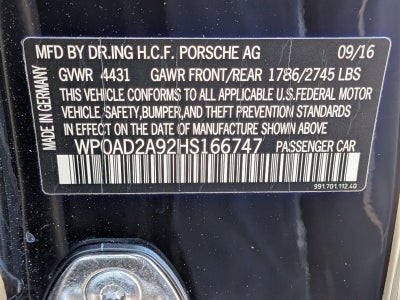 MFD BY DR.ING H.C.F. PORSCHE AG 09/16
GVWR 4431 GAWR FRONT/REAR 1786/2745 LBS
THIS VEHICLE CONFORMS TO ALL APPLICABLE U.S. FEDERAL MOTOR
VEHICLE SAFETY,BUMPER,AND THEFT PREVENTION STANDARDS
IN EFFECT ON THE DATE OF MANUFACTURE SHOWN ABOVE.
WP0AD2A92HS166747 PASSENGER CAR
991.701.112.40
MADE IN GERMANY